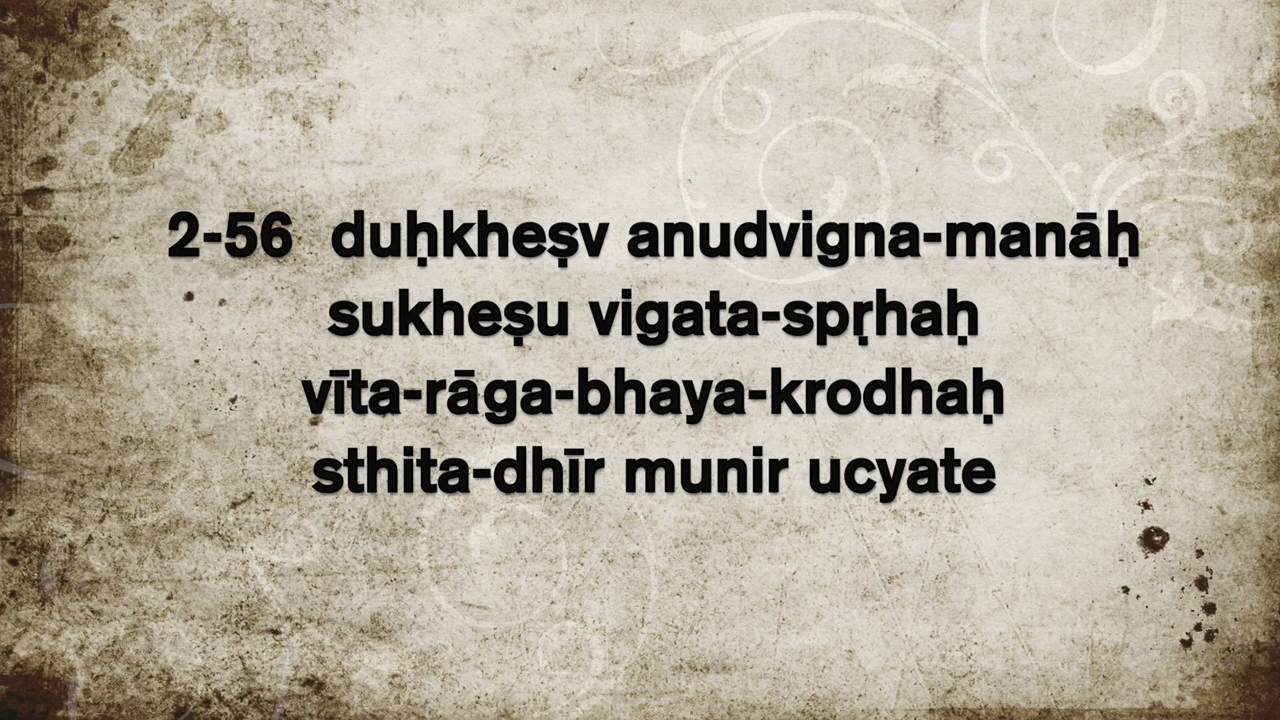 2-56 duḥkheṣv anudvigna-manāḥ
sukheṣu vigata-spṛhaḥ
vīta-rāga-bhaya-krodhaḥ
sthita-dhīr munir ucyate